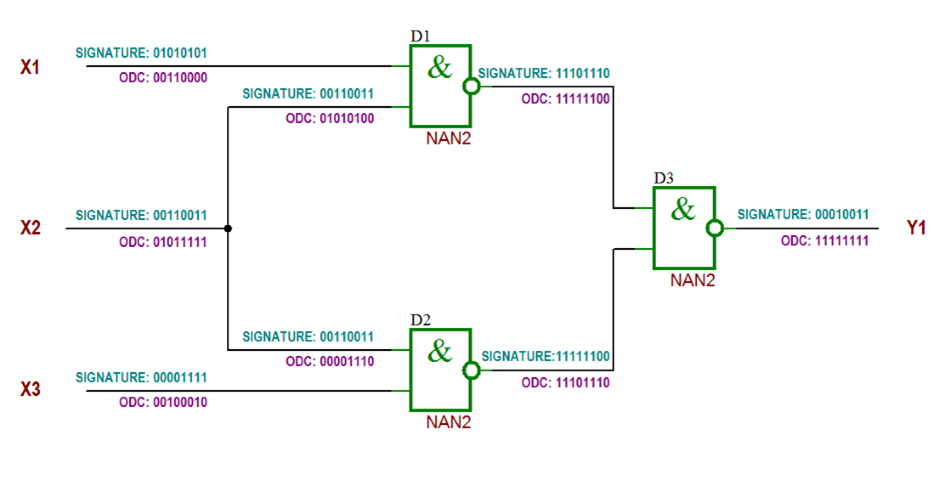 D1
X1
SIGNATURE: 01010101
ODC: 00110000
&
SIGNATURE: 11101110
ODC: 11111100
SIGNATURE: 00110011
ODC: 01010100
NAN2
D3
X2
SIGNATURE: 00110011
ODC: 01011111
&
SIGNATURE: 00010011
ODC: 11111111
Y1
NAN2
D2
SIGNATURE: 00110011
ODC: 00001110
&
SIGNATURE:11111100
ODC: 11101110
X3
SIGNATURE: 00001111
ODC: 00100010
NAN2